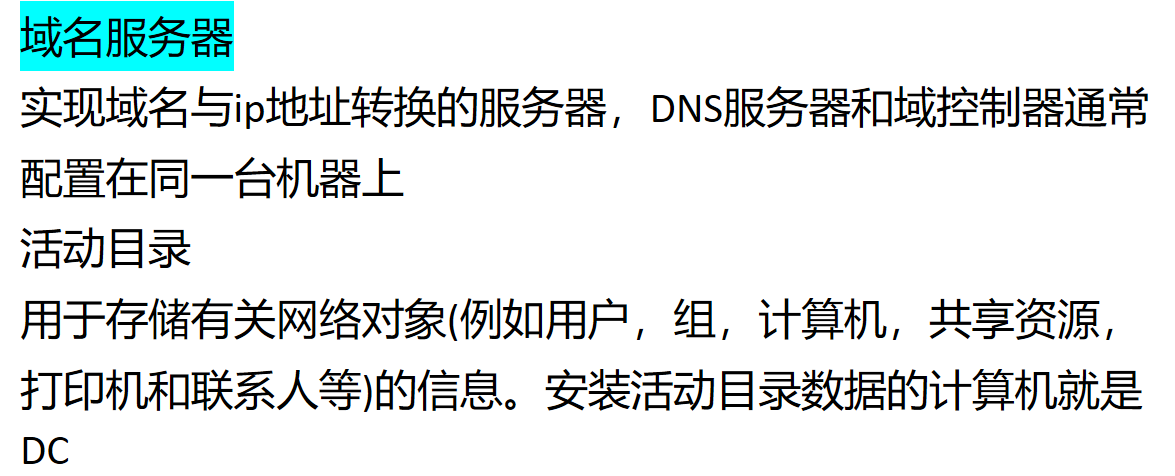 域名服务器
实现域名与ip地址转换的服务器，DNS服务器和域控制器通常
配置在同一台机器上
活动目录
用于存储有关网络对象(例如用户，组，计算机，共享资源，
打印机和联系人等)的信息。安装活动目录数据的计算机就是
DC